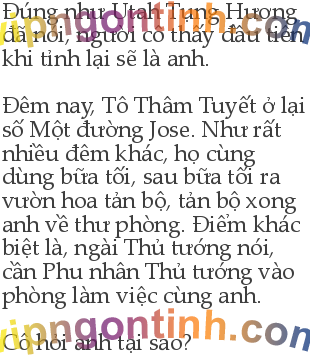 Đúng như Utah Tụng Hương
đã nói, người cô thấy đầu tiên
khi tỉnh lại sẽ là anh.
Đêm nay, Tô Thâm Tuyết ở lại
số Một đường Jose. Như rất
nhiều đêm khác, họ cùng
dùng bữa tối, sau bữa tối ra
vườn hoa tản bộ, tản bộ xong
anh về thư phòng. Điểm khác
biệt là, ngài Thủ tướng nói,
cần Phu nhân Thủ tướng vào
phòng làm việc cùng anh.
Cô hỏi anh tại sao?
vipngontinh.com
vipngontinh.com